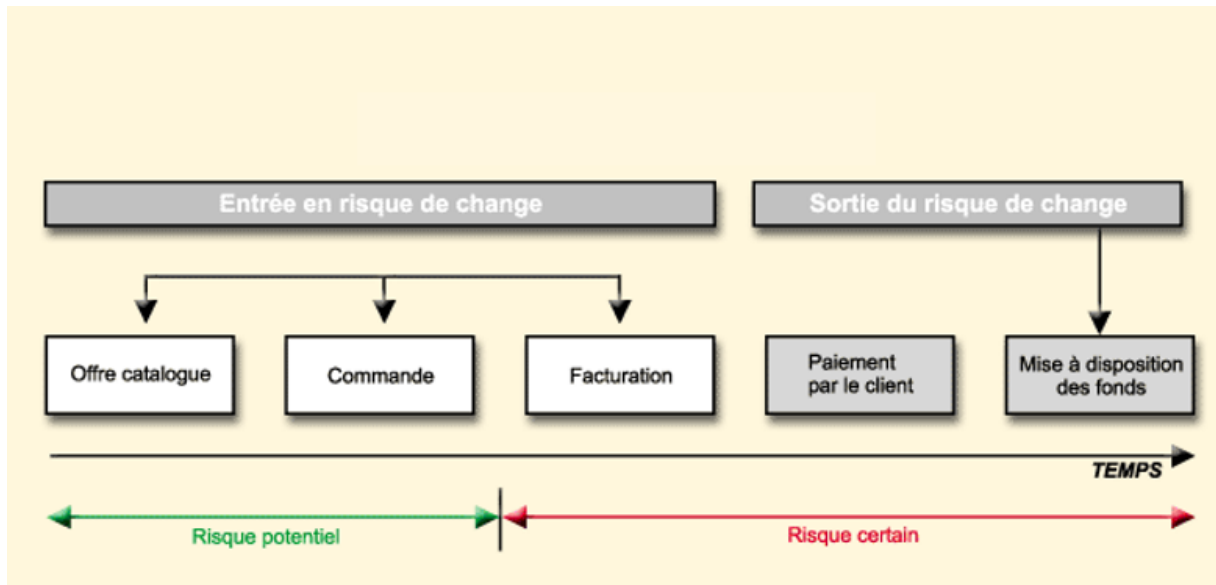 Entrée en risque de change
Sortie du risque de change
Offre catalogue
Commande
Facturation
Paiement
par le client
Mise à disposition
des fonds
TEMPS
Risque potentiel
Risque certain